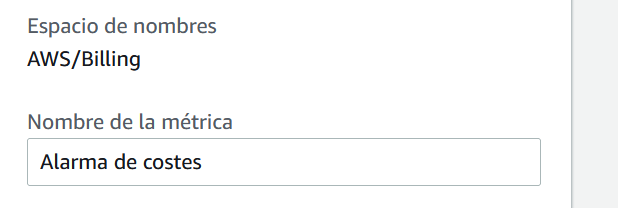 Espacio de nombres
AWS/Billing
Nombre de la métrica
Alarma de costes